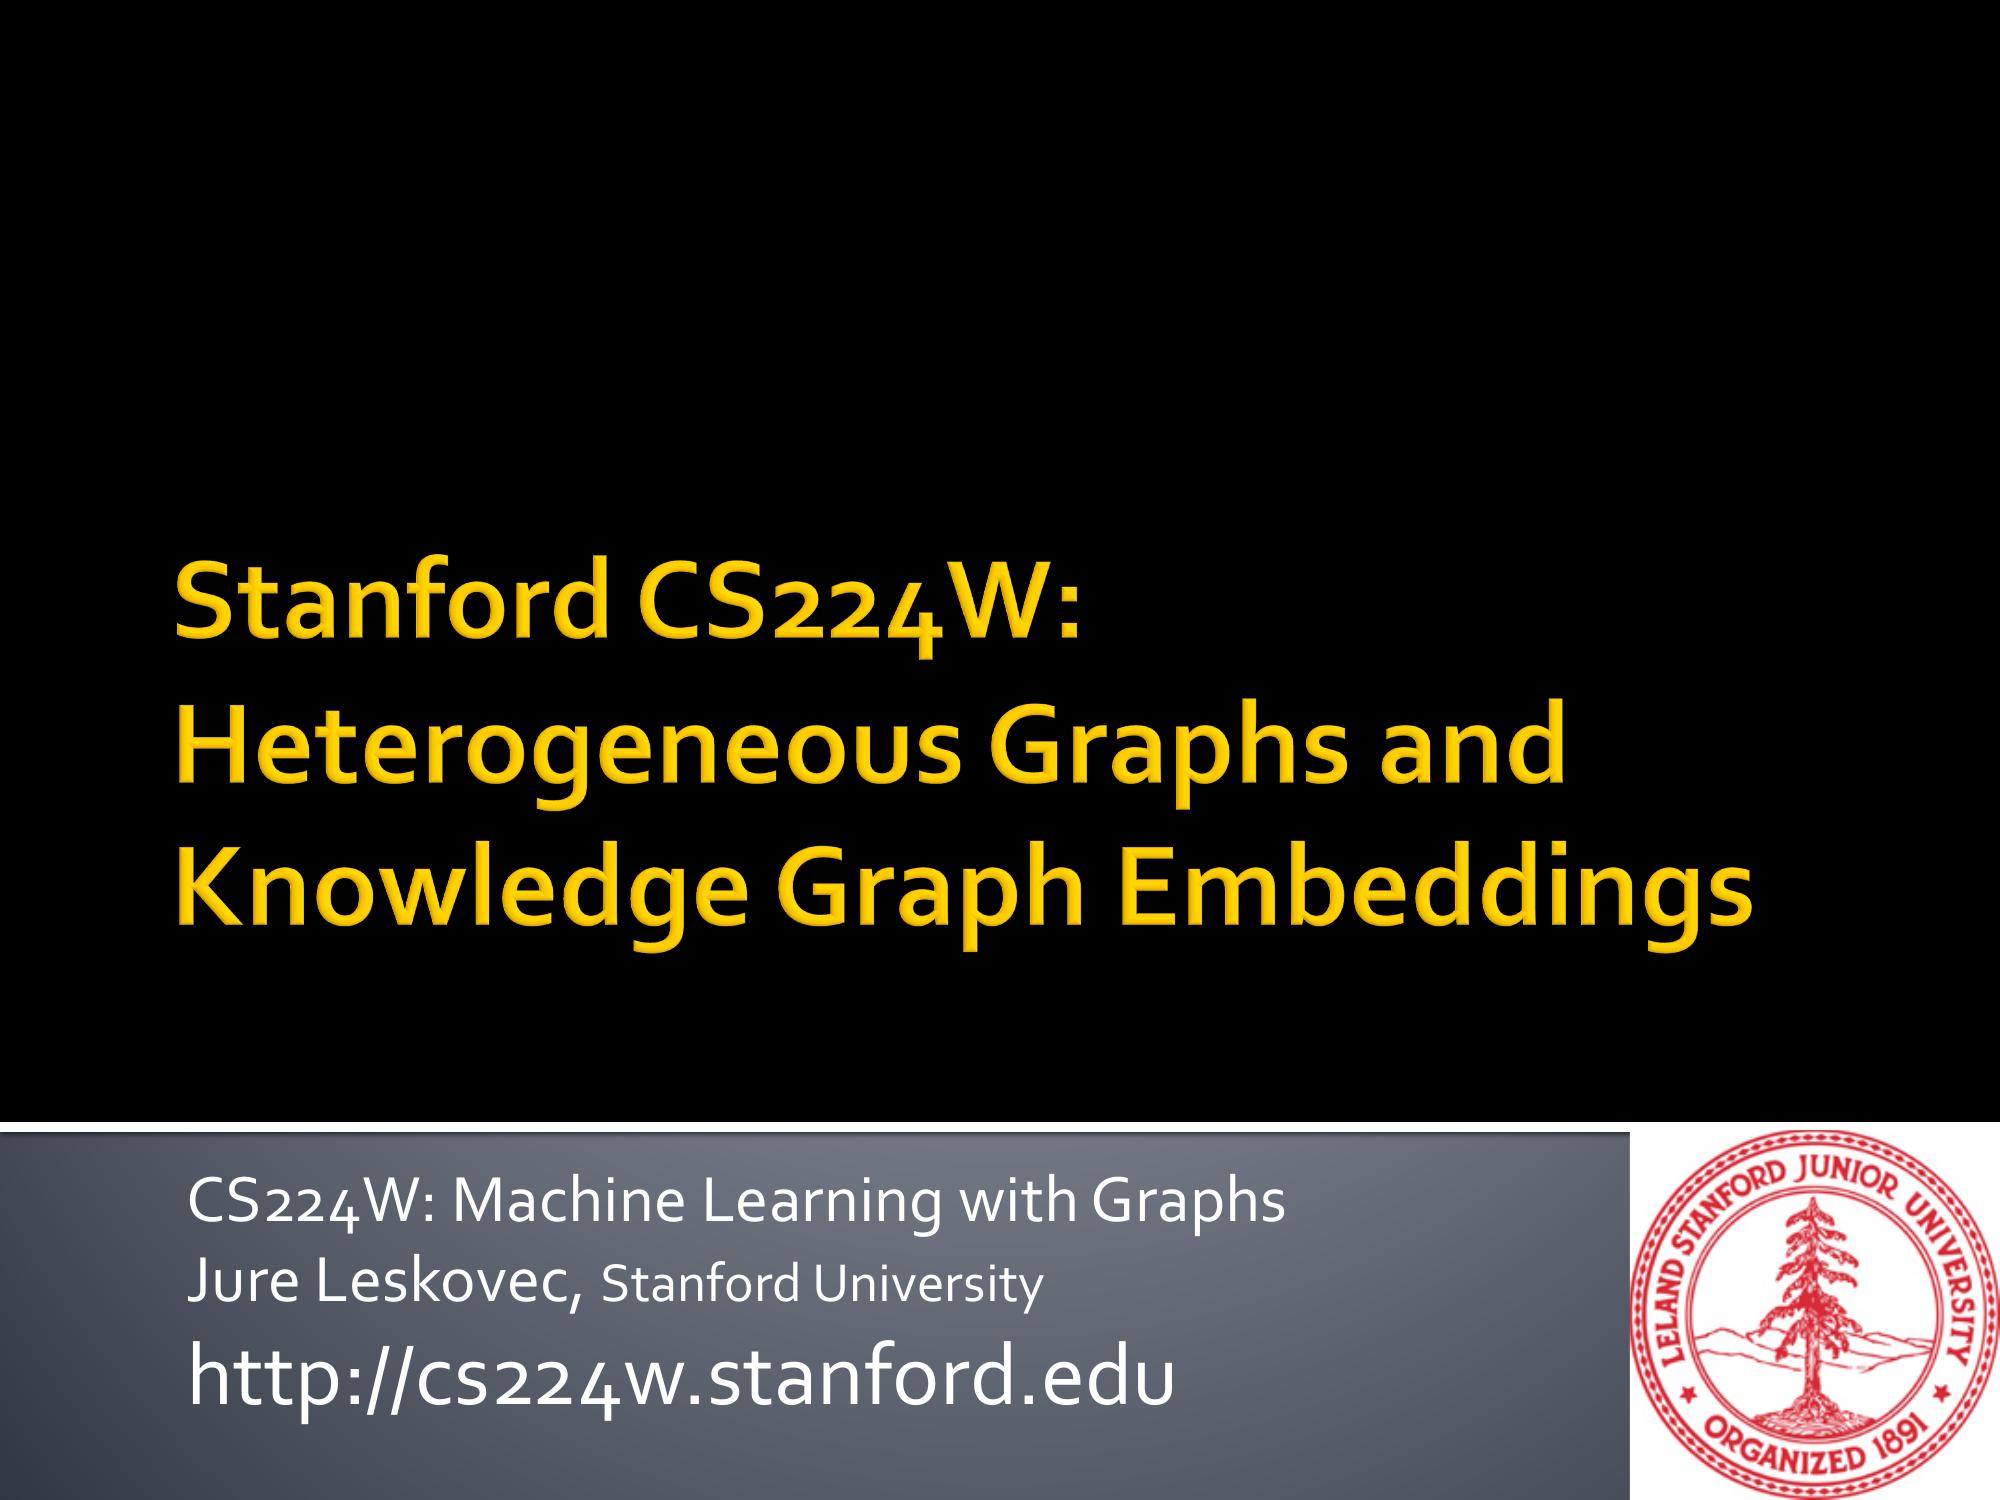 Stanford CS224W:
Heterogeneous Graphs and
Knowledge Graph Embeddings
CS224W: Machine Learning with Graphs
Jure Leskovec, Stanford University
http://cs224w.stanford.edu
LELAND STANFORD JUNIOR UNIVERSITY
ORGANIZED 1891